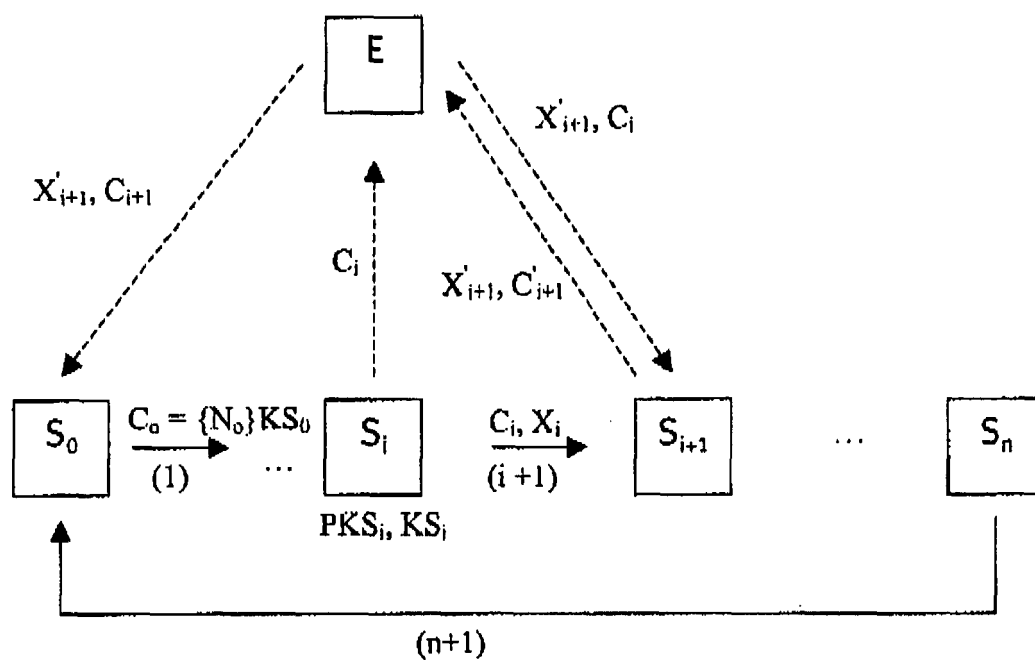 E
X'ᵢ₊₁, Cᵢ
X'ᵢ₊₁, Cᵢ₊₁
Cᵢ
X'ᵢ₊₁, C'ᵢ₊₁
S₀
C₀ = {N₀}KS₀
(1)
...
Sᵢ
Cᵢ, Xᵢ
(i +1)
Sᵢ₊₁
...
Sₙ
PKSᵢ, KSᵢ
(n+1)